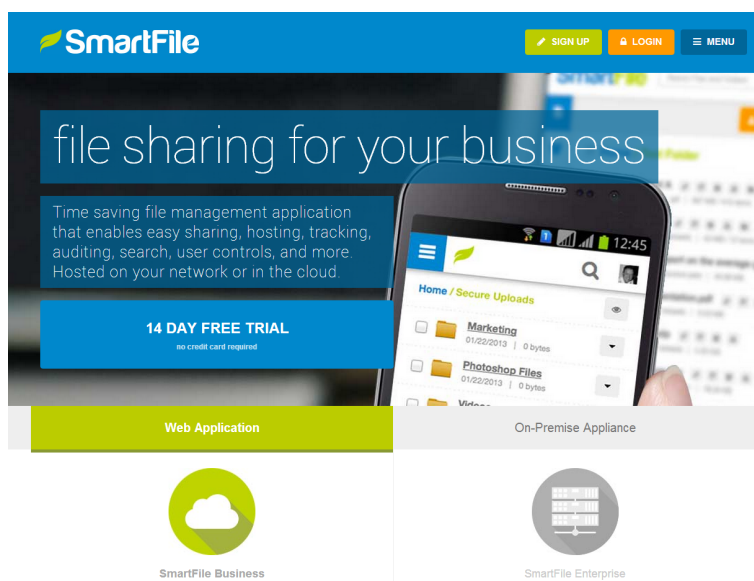 SmartFile
SIGN UP
LOGIN
MENU
file sharing for your business
Time saving file management application
that enables easy sharing, hosting, tracking,
auditing, search, user controls, and more.
Hosted on your network or in the cloud.
14 DAY FREE TRIAL
no credit card required
SmartFile
Folder
12:45
Home / Secure Uploads
Marketing
01/22/2013 | 0 bytes
Photoshop Files
01/22/2013 | 0 bytes
Web Application
On-Premise Appliance
SmartFile Business
SmartFile Enterprise